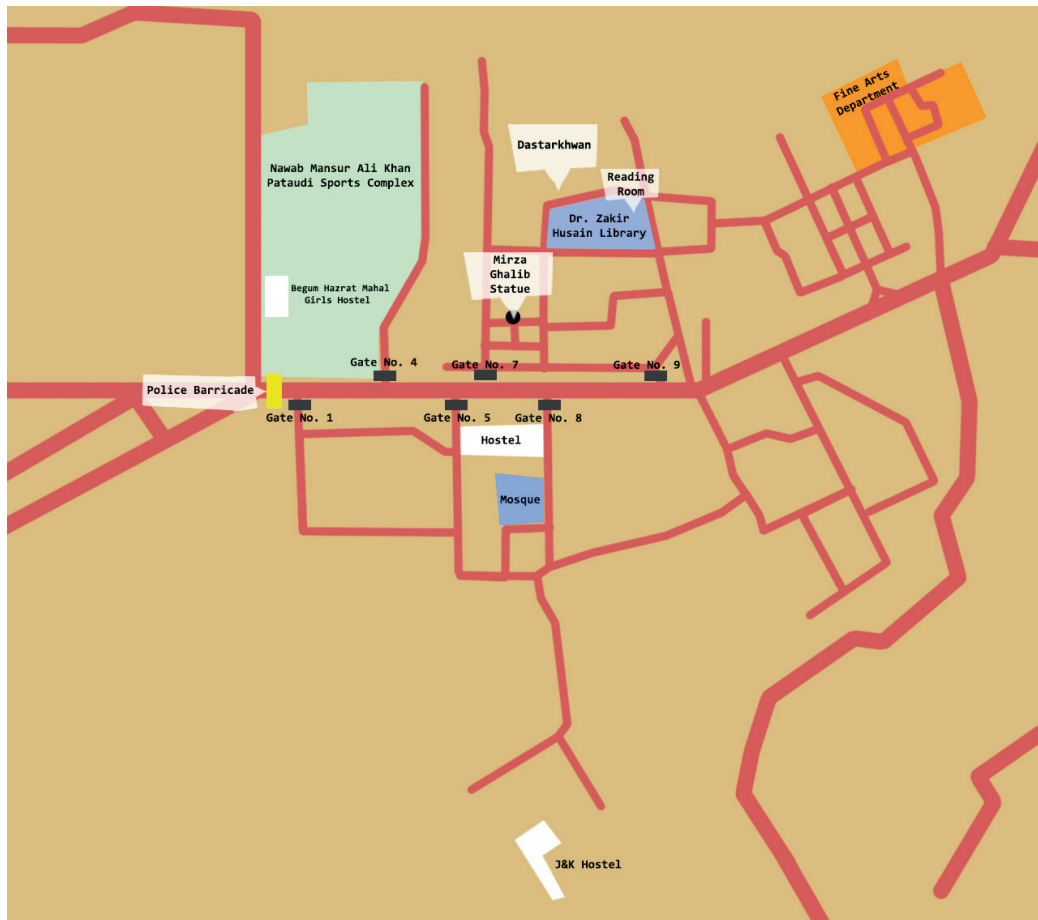 Fine Arts
Department
Dastarkhwan
Nawab Mansur Ali Khan
Pataudi Sports Complex
Reading
Room
Dr. Zakir
Husain Library
Mirza
Ghalib
Statue
Begum Hazrat Mahal
Girls Hostel
Gate No. 4
Gate No. 7
Gate No. 9
Police Barricade
Gate No. 1
Gate No. 5
Gate No. 8
Hostel
Mosque
J&K Hostel